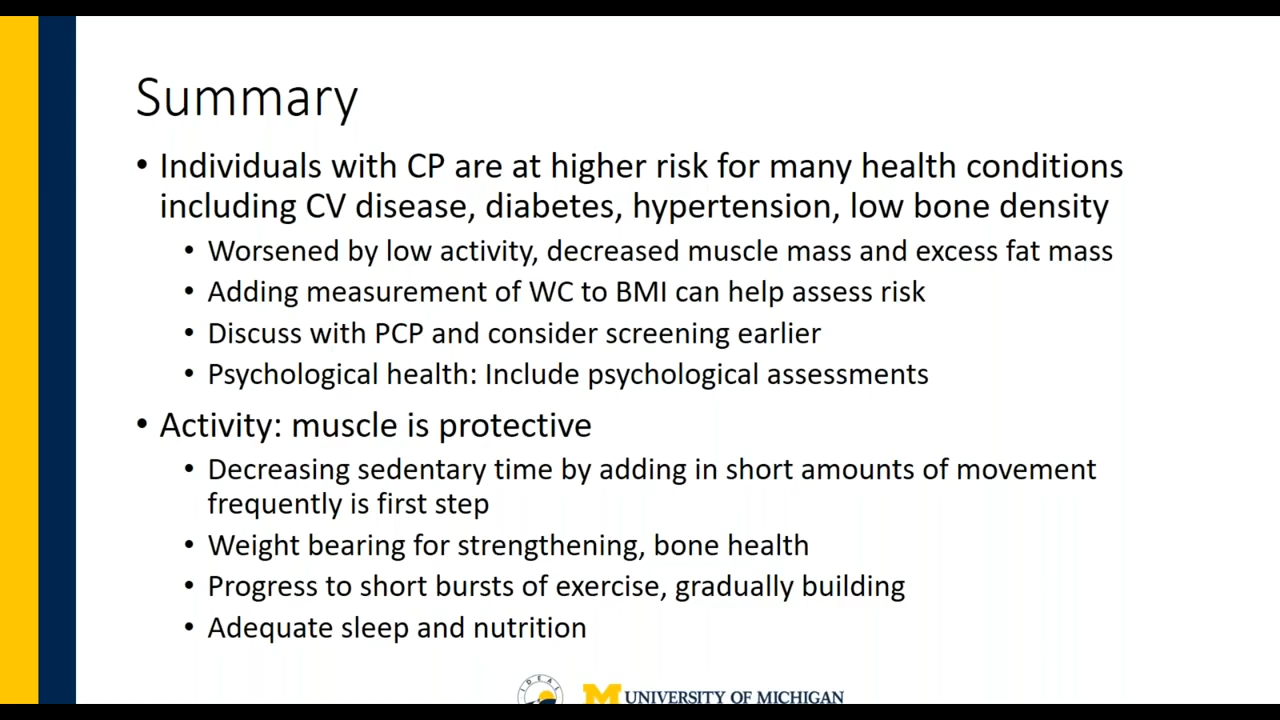 Summary
• Individuals with CP are at higher risk for many health conditions
including CV disease, diabetes, hypertension, low bone density
• Worsened by low activity, decreased muscle mass and excess fat mass
• Adding measurement of WC to BMI can help assess risk
• Discuss with PCP and consider screening earlier
• Psychological health: Include psychological assessments
• Activity: muscle is protective
• Decreasing sedentary time by adding in short amounts of movement
frequently is first step
• Weight bearing for strengthening, bone health
• Progress to short bursts of exercise, gradually building
• Adequate sleep and nutrition
IDEAL
M UNIVERSITY OF MICHIGAN